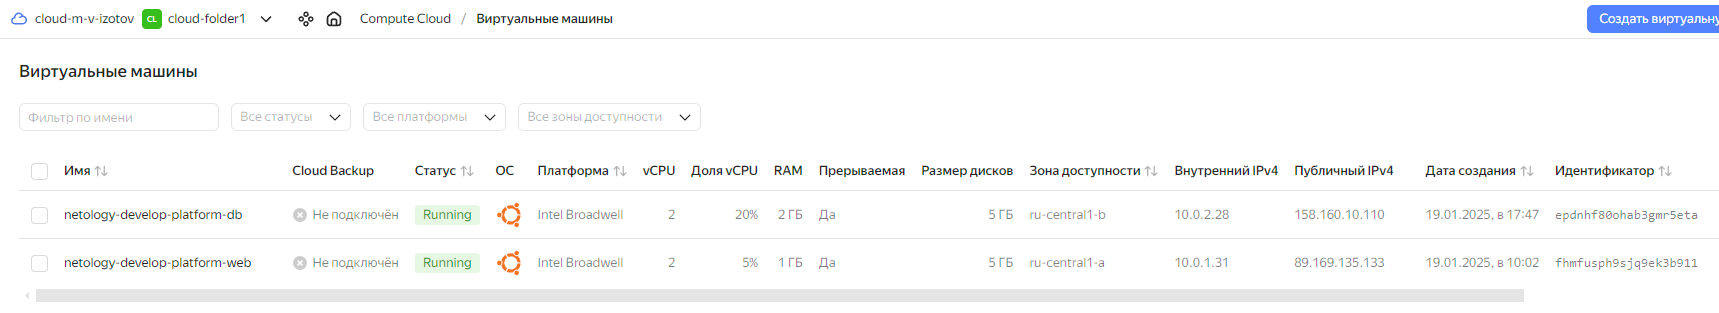 cloud-m-v-izotov CL cloud-folder1 Compute Cloud / Виртуальные машины Создать виртуальну
Виртуальные машины
Фильтр по имени Все статусы Все платформы Все зоны доступности
Имя Cloud Backup Статус ОС Платформа vCPU Доля vCPU RAM Прерываемая Размер дисков Зона доступности Внутренний IPv4 Публичный IPv4 Дата создания Идентификатор
netology-develop-platform-db Не подключён Running Intel Broadwell 2 20% 2 ГБ Да 5 ГБ ru-central1-b 10.0.2.28 158.160.10.110 19.01.2025, в 17:47 epdnhf80ohab3gmr5eta
netology-develop-platform-web Не подключён Running Intel Broadwell 2 5% 1 ГБ Да 5 ГБ ru-central1-a 10.0.1.31 89.169.135.133 19.01.2025, в 10:02 fhmfusph9sjq9ek3b911